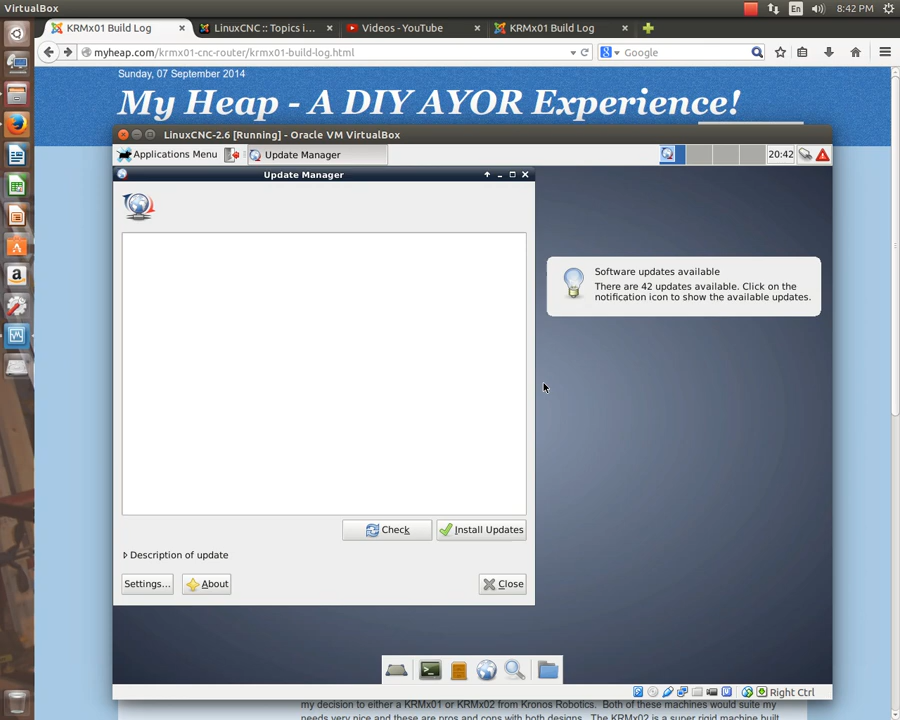 VirtualBox
En
8:42 PM
KRMx01 Build Log
LinuxCNC :: Topics i...
Videos - YouTube
KRMx01 Build Log
myheap.com/krmx01-cnc-router/krmx01-build-log.html
Google
Sunday, 07 September 2014
My Heap - A DIY AYOR Experience!
LinuxCNC-2.6 [Running] - Oracle VM VirtualBox
Applications Menu
Update Manager
20:42
Update Manager
Software updates available
There are 42 updates available. Click on the
notification icon to show the available updates.
Check
Install Updates
Description of update
Settings...
About
Close
Right Ctrl
my decision to either a KRMx01 or KRMx02 from Kronos Robotics. Both of these machines would suite my
needs very nice and these are pros and cons with both designs. The KRMx02 is a super rigid machine built